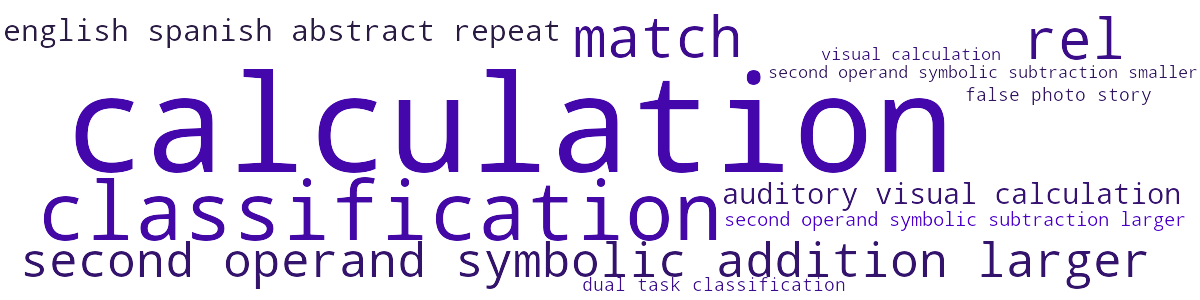 english spanish abstract repeat
match
rel
visual calculation
second operand symbolic subtraction smaller
false photo story
calculation
classification
auditory visual calculation
second operand symbolic subtraction larger
second operand symbolic addition larger
dual task classification